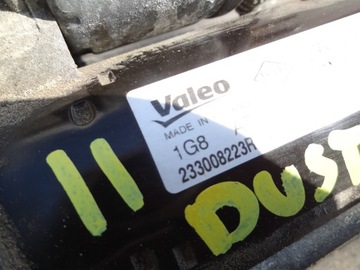 Valeo
MADE IN
1G8
233008223R
11
DUST